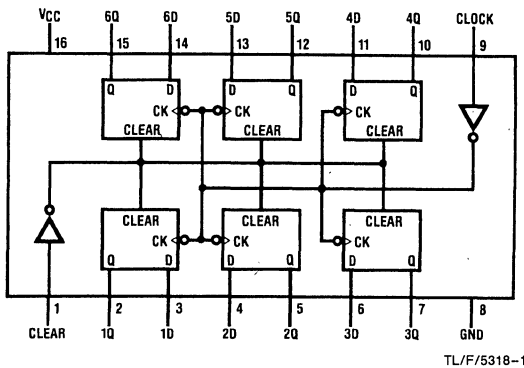 VCC 6Q 6D 5D 5Q 4D 4Q CLOCK
16 15 14 13 12 11 10 9
Q D D Q D Q
CK CK CK
CLEAR CLEAR CLEAR
CLEAR CLEAR CLEAR
CK CK CK
Q D D Q D Q
1 2 3 4 5 6 7 8
CLEAR 1Q 1D 2D 2Q 3D 3Q GND
TL/F/5318-1